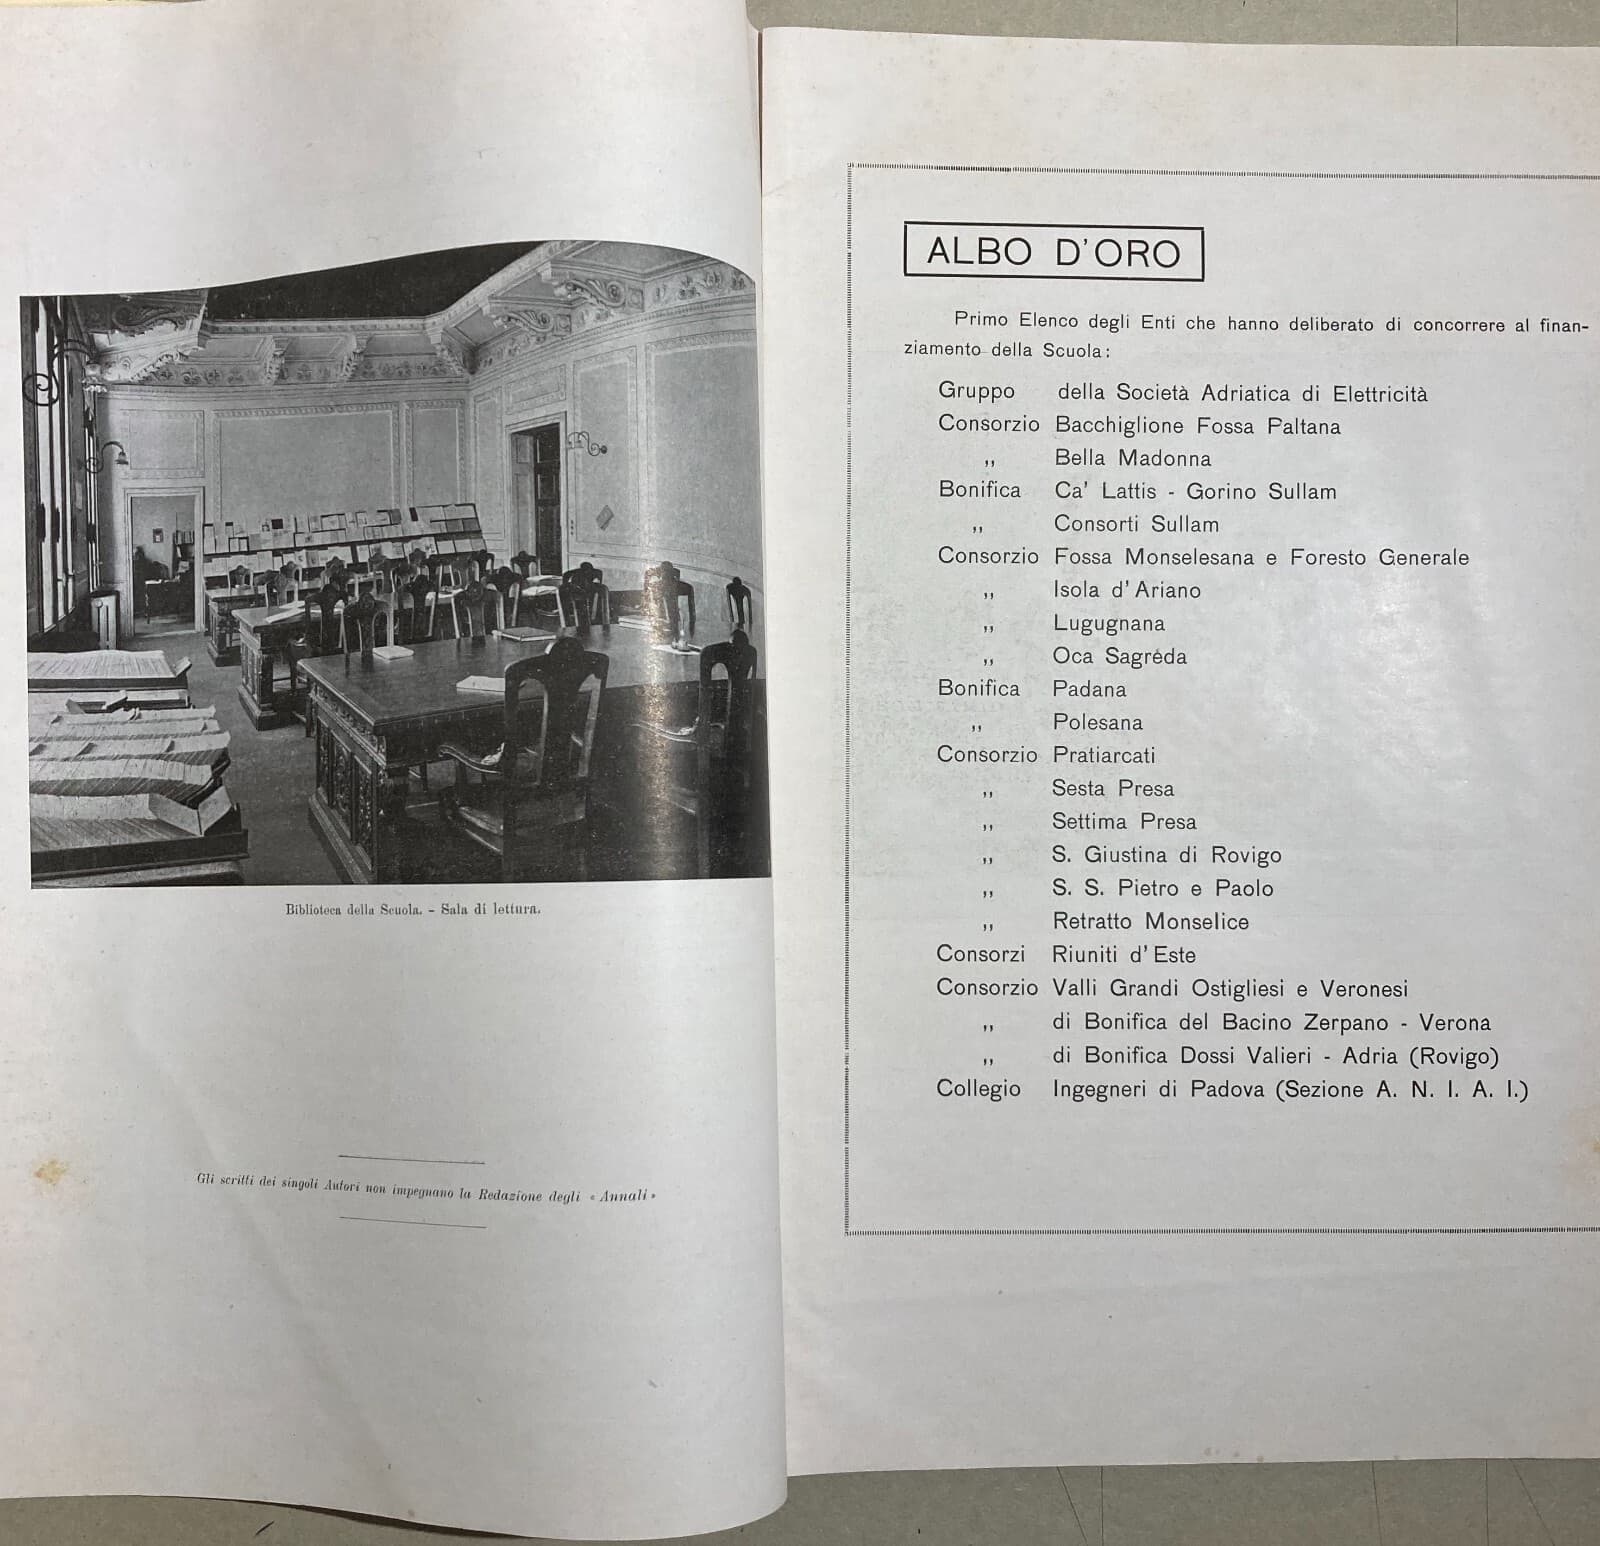 Biblioteca della Scuola. - Sala di lettura.
Gli scritti dei singoli Autori non impegnano la Redazione degli « Annali »
ALBO D'ORO
Primo Elenco degli Enti che hanno deliberato di concorrere al finan-
ziamento della Scuola:
Gruppo della Società Adriatica di Elettricità
Consorzio Bacchiglione Fossa Paltana
,, Bella Madonna
Bonifica Ca' Lattis - Gorino Sullam
,, Consorti Sullam
Consorzio Fossa Monselesana e Foresto Generale
,, Isola d' Ariano
,, Lugugnana
,, Oca Sagréda
Bonifica Padana
,, Polesana
Consorzio Pratiarcati
,, Sesta Presa
,, Settima Presa
,, S. Giustina di Rovigo
,, S. S. Pietro e Paolo
,, Retratto Monselice
Consorzi Riuniti d' Este
Consorzio Valli Grandi Ostigliesi e Veronesi
,, di Bonifica del Bacino Zerpano - Verona
,, di Bonifica Dossi Valieri - Adria (Rovigo)
Collegio Ingegneri di Padova (Sezione A. N. I. A. I.)